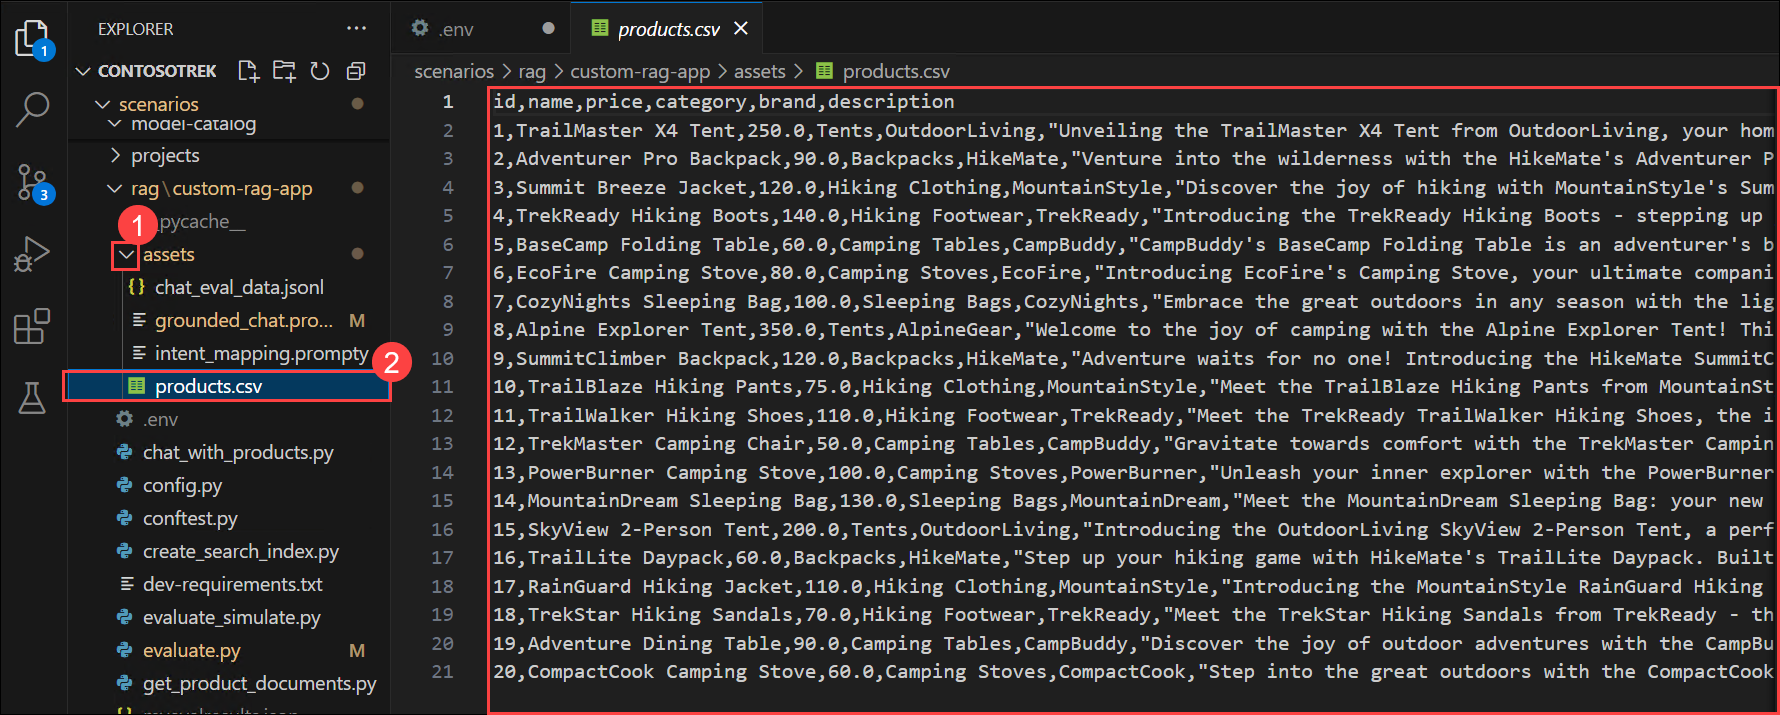 EXPLORER
CONTOSOTREK
scenarios
model-catalog
projects
rag\custom-rag-app
pycache__
assets
chat_eval_data.jsonl
grounded_chat.pro... M
intent_mapping.prompty
products.csv
.env
chat_with_products.py
config.py
conftest.py
create_search_index.py
dev-requirements.txt
evaluate_simulate.py
evaluate.py M
get_product_documents.py
1
3
1
2
.env
products.csv
scenarios > rag > custom-rag-app > assets > products.csv
1 id,name,price,category,brand,description
2 1,TrailMaster X4 Tent,250.0,Tents,OutdoorLiving,"Unveiling the TrailMaster X4 Tent from OutdoorLiving, your hom
3 2,Adventurer Pro Backpack,90.0,Backpacks,HikeMate,"Venture into the wilderness with the HikeMate's Adventurer P
4 3,Summit Breeze Jacket,120.0,Hiking Clothing,MountainStyle,"Discover the joy of hiking with MountainStyle's Sum
5 4,TrekReady Hiking Boots,140.0,Hiking Footwear,TrekReady,"Introducing the TrekReady Hiking Boots - stepping up
6 5,BaseCamp Folding Table,60.0,Camping Tables,CampBuddy,"CampBuddy's BaseCamp Folding Table is an adventurer's b
7 6,EcoFire Camping Stove,80.0,Camping Stoves,EcoFire,"Introducing EcoFire's Camping Stove, your ultimate compani
8 7,CozyNights Sleeping Bag,100.0,Sleeping Bags,CozyNights,"Embrace the great outdoors in any season with the lig
9 8,Alpine Explorer Tent,350.0,Tents,AlpineGear,"Welcome to the joy of camping with the Alpine Explorer Tent! Thi
10 9,SummitClimber Backpack,120.0,Backpacks,HikeMate,"Adventure waits for no one! Introducing the HikeMate SummitC
11 10,TrailBlaze Hiking Pants,75.0,Hiking Clothing,MountainStyle,"Meet the TrailBlaze Hiking Pants from MountainSt
12 11,TrailWalker Hiking Shoes,110.0,Hiking Footwear,TrekReady,"Meet the TrekReady TrailWalker Hiking Shoes, the i
13 12,TrekMaster Camping Chair,50.0,Camping Tables,CampBuddy,"Gravitate towards comfort with the TrekMaster Campin
14 13,PowerBurner Camping Stove,100.0,Camping Stoves,PowerBurner,"Unleash your inner explorer with the PowerBurner
15 14,MountainDream Sleeping Bag,130.0,Sleeping Bags,MountainDream,"Meet the MountainDream Sleeping Bag: your new
16 15,SkyView 2-Person Tent,200.0,Tents,OutdoorLiving,"Introducing the OutdoorLiving SkyView 2-Person Tent, a perf
17 16,TrailLite Daypack,60.0,Backpacks,HikeMate,"Step up your hiking game with HikeMate's TrailLite Daypack. Built
18 17,RainGuard Hiking Jacket,110.0,Hiking Clothing,MountainStyle,"Introducing the MountainStyle RainGuard Hiking
19 18,TrekStar Hiking Sandals,70.0,Hiking Footwear,TrekReady,"Meet the TrekStar Hiking Sandals from TrekReady - th
20 19,Adventure Dining Table,90.0,Camping Tables,CampBuddy,"Discover the joy of outdoor adventures with the CampBu
21 20,CompactCook Camping Stove,60.0,Camping Stoves,CompactCook,"Step into the great outdoors with the CompactCook